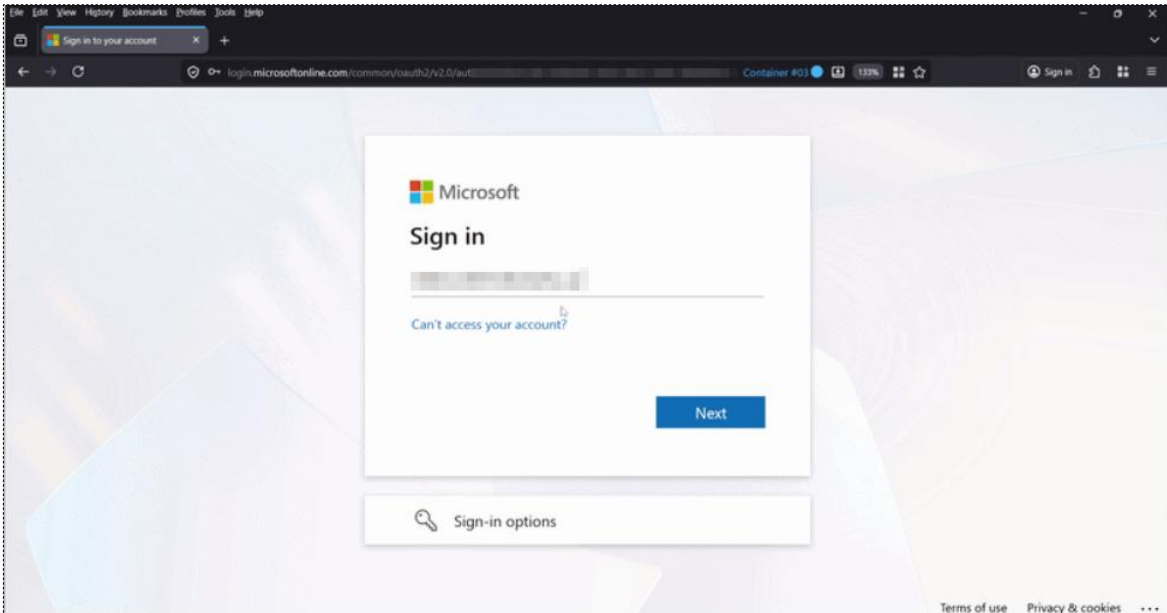 File Edit View History Bookmarks Profiles Tools Help
Sign in to your account
login.microsoftonline.com/common/oauth2/v2.0/aut Container #03 133% Sign in
Microsoft
Sign in
Can't access your account?
Next
Sign-in options
Terms of use Privacy & cookies ...